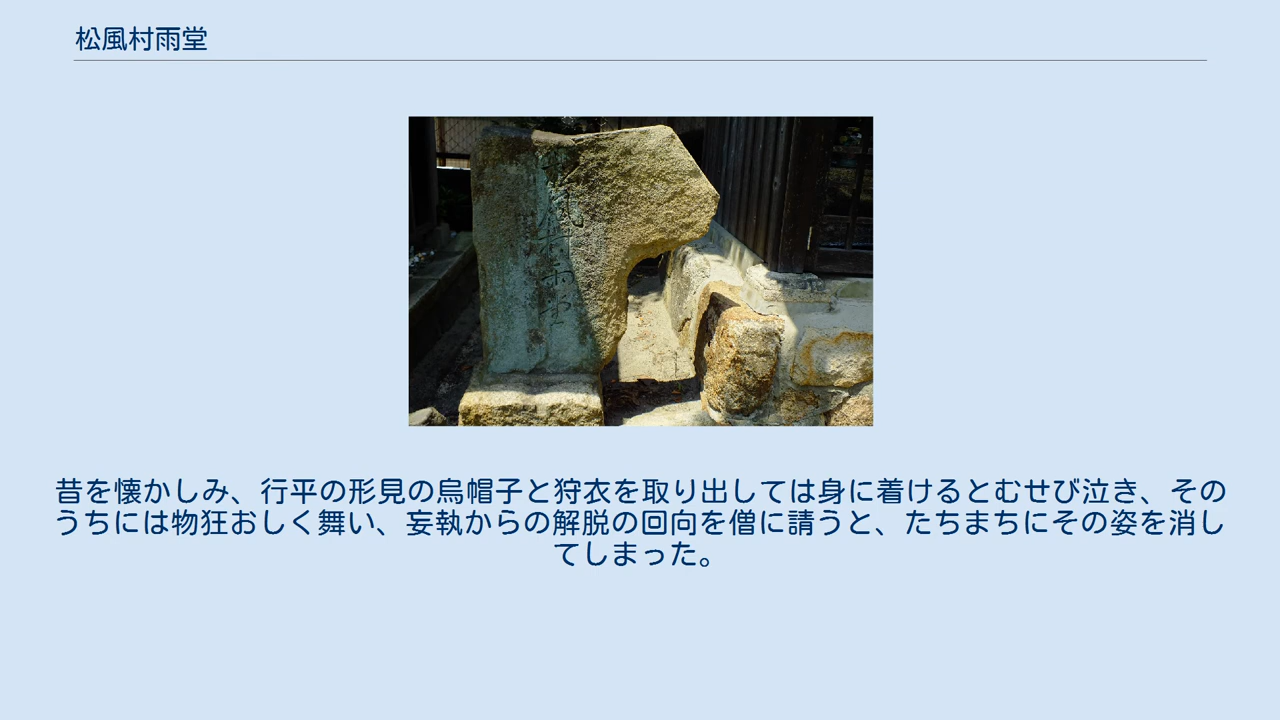 松風村雨堂
昔を懐かしみ、行平の形見の烏帽子と狩衣を取り出しては身に着けるとむせび泣き、その
うちには物狂おしく舞い、妄執からの解脱の回向を僧に請うと、たちまちにその姿を消し
てしまった。